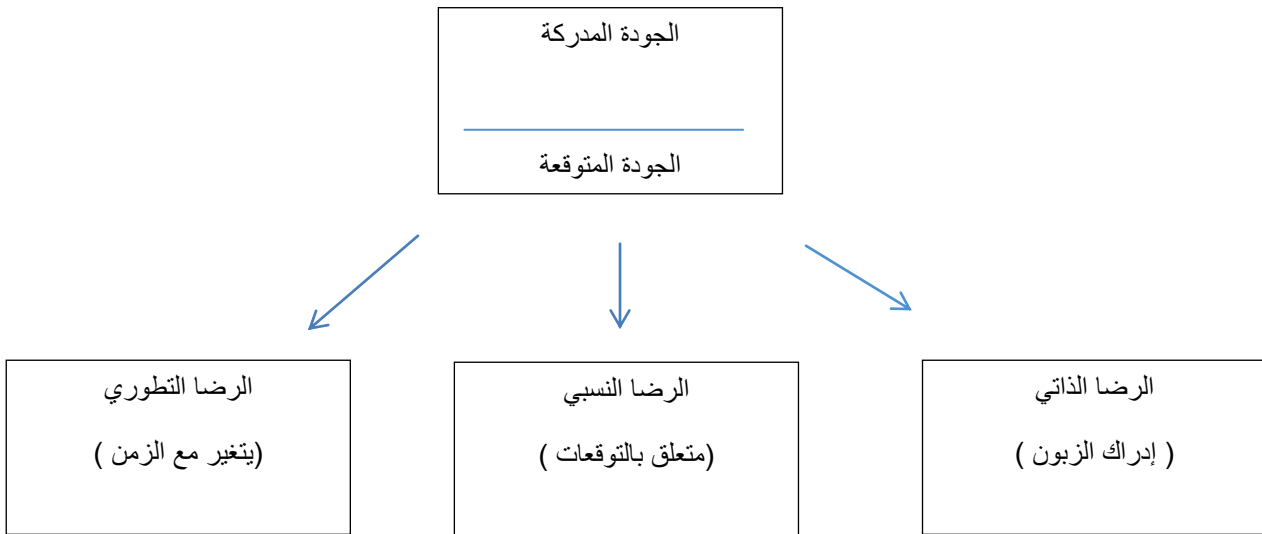 الجودة المدركة
الجودة المتوقعة
الرضا الذاتي
( إدراك الزبون )
الرضا النسبي
(متعلق بالتوقعات )
الرضا التطوري
(يتغير مع الزمن )